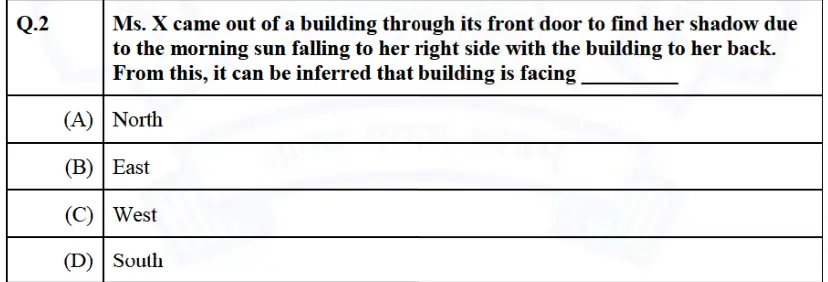 Q.2 Ms. X came out of a building through its front door to find her shadow due
to the morning sun falling to her right side with the building to her back.
From this, it can be inferred that building is facing _________
(A) North
(B) East
(C) West
(D) South